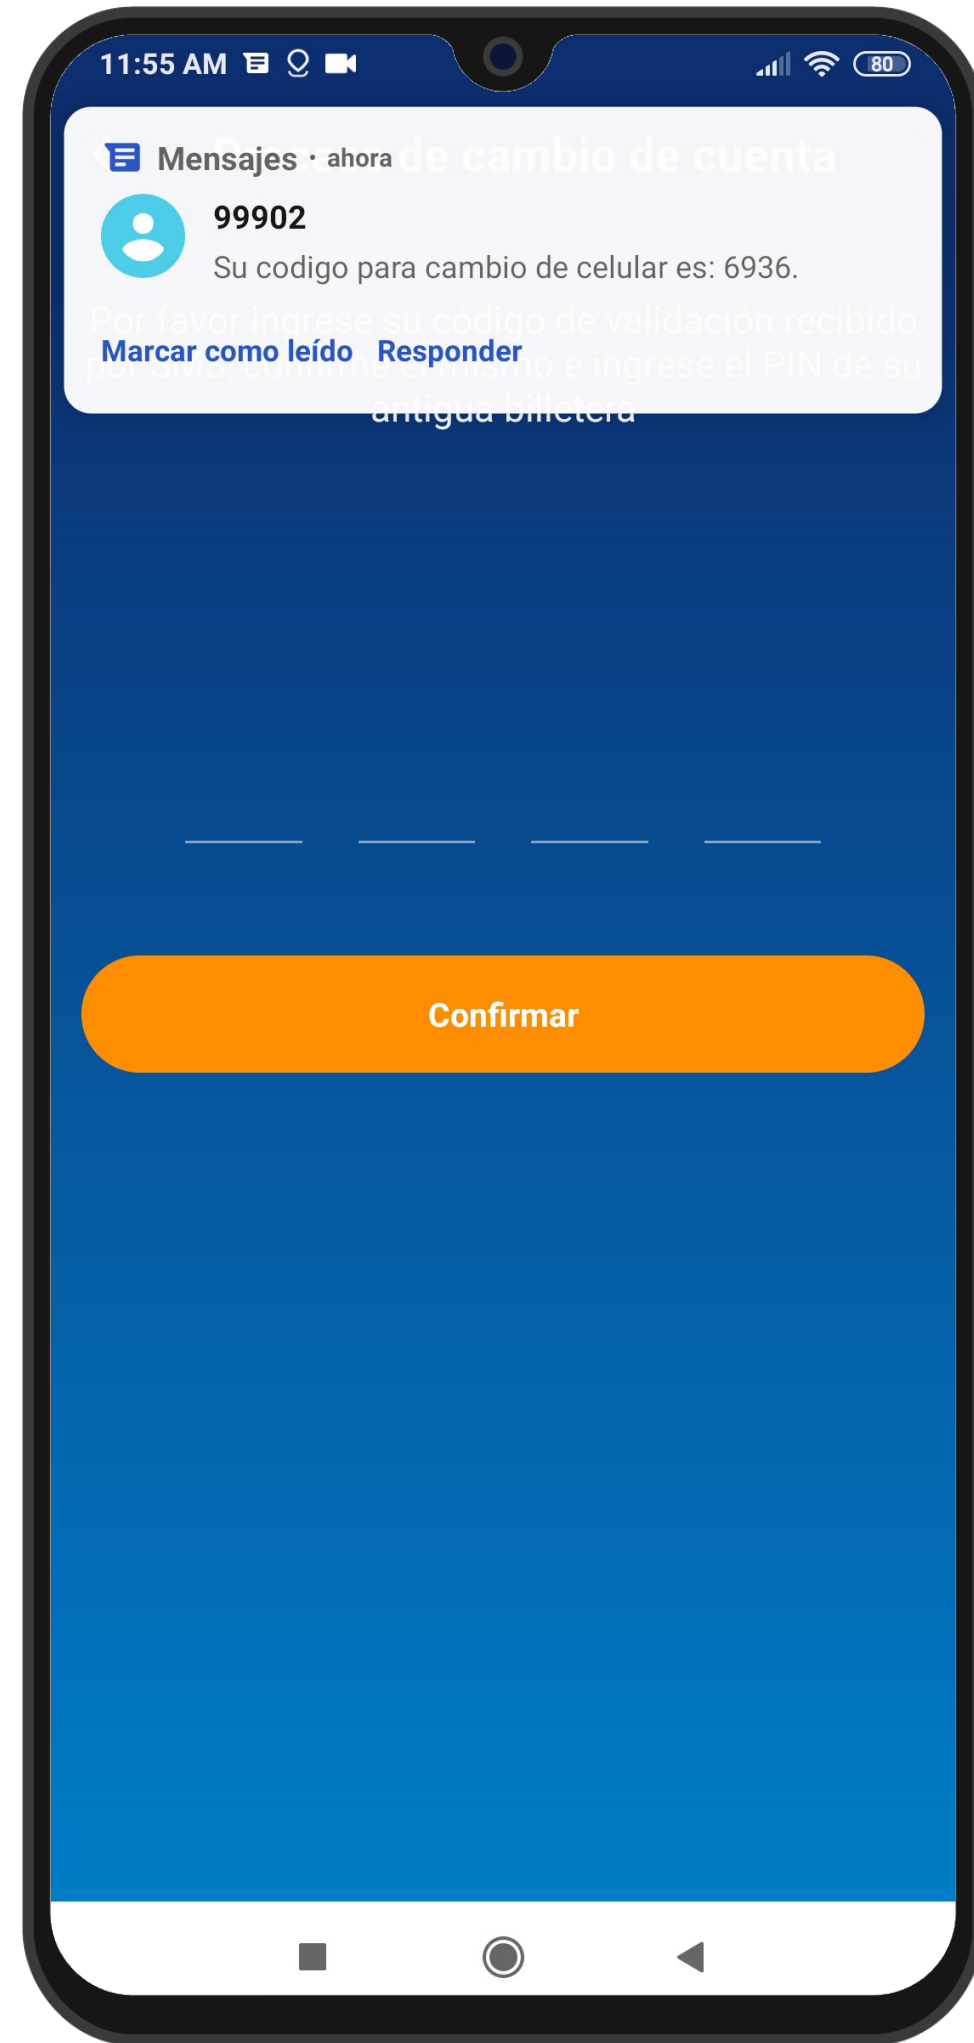 11:55 AM
80
Mensajes · ahora
Proceso de cambio de cuenta
99902
Su codigo para cambio de celular es: 6936.
Por favor ingrese su código de validación recibido
por SMS, confirme el mismo e ingrese el PIN de su
antigua billetera
Marcar como leído Responder
Confirmar